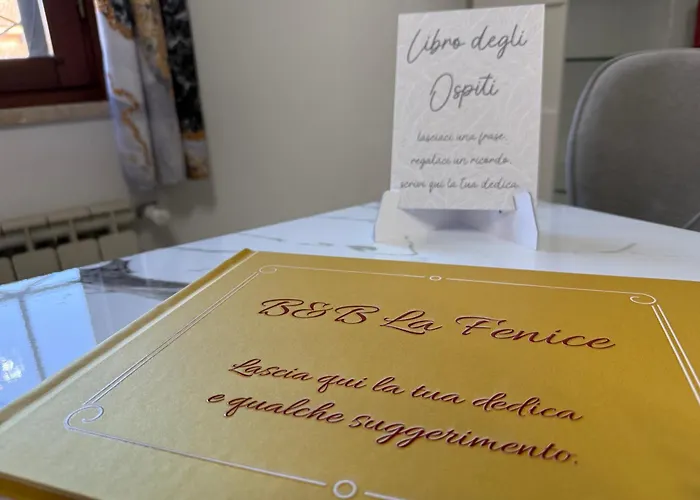 Libro degli
Ospiti
lasciaci una frase,
regalaci un ricordo,
scrivi qui la tua dedica
B&B La Fenice
Lascia qui la tua dedica
e qualche suggerimento.